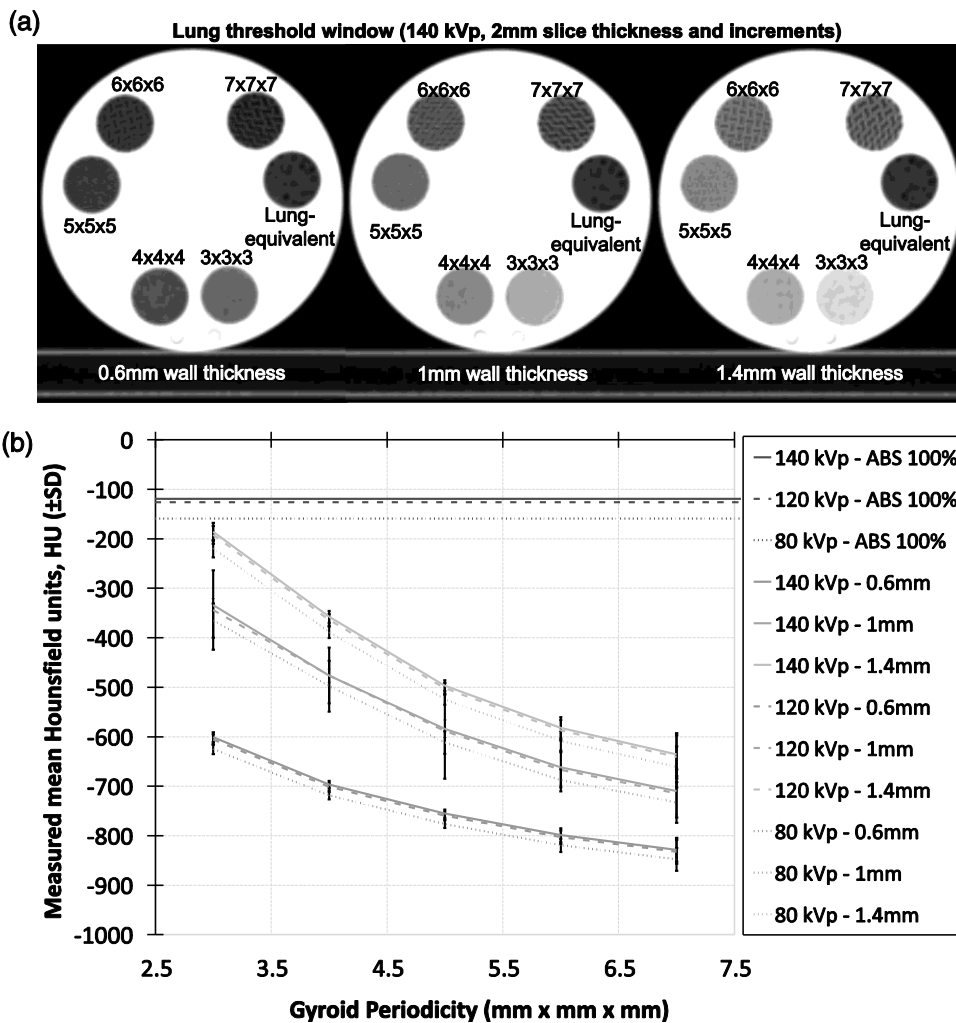 (a)
Lung threshold window (140 kVp, 2mm slice thickness and increments)
6x6x6
7x7x7
5x5x5
Lung-
equivalent
4x4x4
3x3x3
0.6mm wall thickness
6x6x6
7x7x7
5x5x5
Lung-
equivalent
4x4x4
3x3x3
1mm wall thickness
6x6x6
7x7x7
5x5x5
Lung-
equivalent
4x4x4
3x3x3
1.4mm wall thickness
(b)
Measured mean Hounsfield units, HU (±SD)
0
-100
-200
-300
-400
-500
-600
-700
-800
-900
-1000
2.5
3.5
4.5
5.5
6.5
7.5
Gyroid Periodicity (mm x mm x mm)
140 kVp - ABS 100%
120 kVp - ABS 100%
80 kVp - ABS 100%
140 kVp - 0.6mm
140 kVp - 1mm
140 kVp - 1.4mm
120 kVp - 0.6mm
120 kVp - 1mm
120 kVp - 1.4mm
80 kVp - 0.6mm
80 kVp - 1mm
80 kVp - 1.4mm